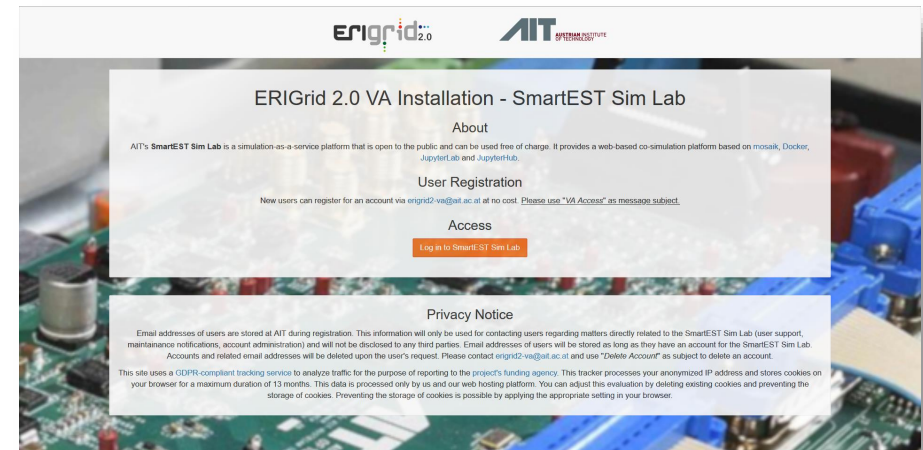 ERIgrid2.0
AIT AUSTRIAN INSTITUTE
OF TECHNOLOGY
ERIGrid 2.0 VA Installation - SmartEST Sim Lab
About
AIT's SmartEST Sim Lab is a simulation-as-a-service platform that is open to the public and can be used free of charge. It provides a web-based co-simulation platform based on mosaik, Docker,
JupyterLab and JupyterHub.
User Registration
New users can register for an account via erigrid2-va@ait.ac.at at no cost. Please use "VA Access" as message subject.
Access
Log in to SmartEST Sim Lab
Privacy Notice
Email addresses of users are stored at AIT during registration. This information will only be used for contacting users regarding matters directly related to the SmartEST Sim Lab (user support,
maintainance notifications, account administration) and will not be disclosed to any third parties. Email addresses of users will be stored as long as they have an account for the SmartEST Sim Lab.
Accounts and related email addresses will be deleted upon the user's request. Please contact erigrid2-va@ait.ac.at and use "Delete Account" as subject to delete an account.
This site uses a GDPR-compliant tracking service to analyze traffic for the purpose of reporting to the project's funding agency. This tracker processes your anonymized IP address and stores cookies on
your browser for a maximum duration of 13 months. This data is processed only by us and our web hosting platform. You can adjust this evaluation by deleting existing cookies and preventing the
storage of cookies. Preventing the storage of cookies is possible by applying the appropriate setting in your browser.